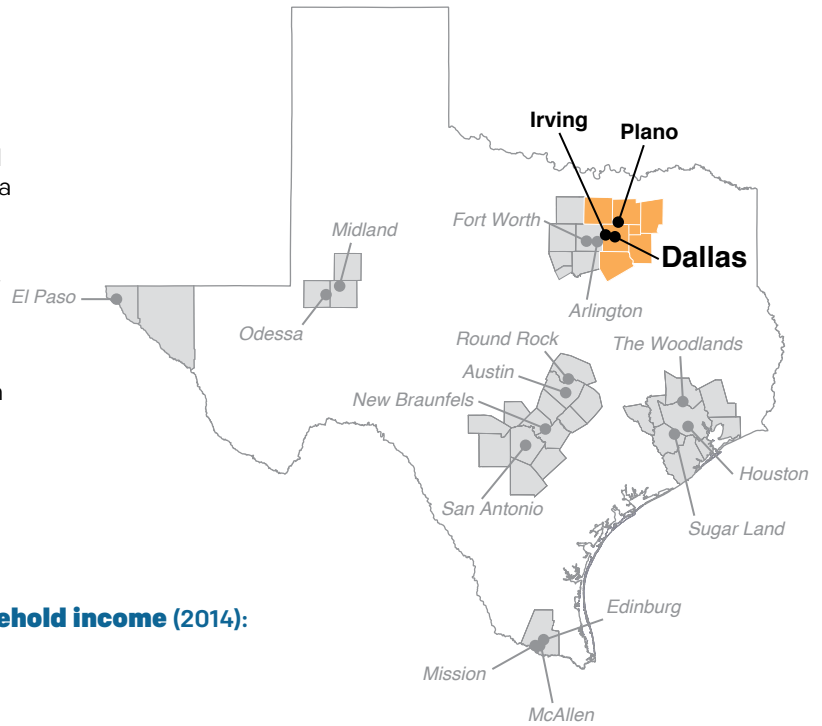 Irving
Plano
a
Fort Worth
Midland
Dallas
El Paso
Arlington
Odessa
Round Rock
The Woodlands
Austin
New Braunfels
Houston
San Antonio
Sugar Land
ehold income (2014):
Edinburg
Mission
McAllen